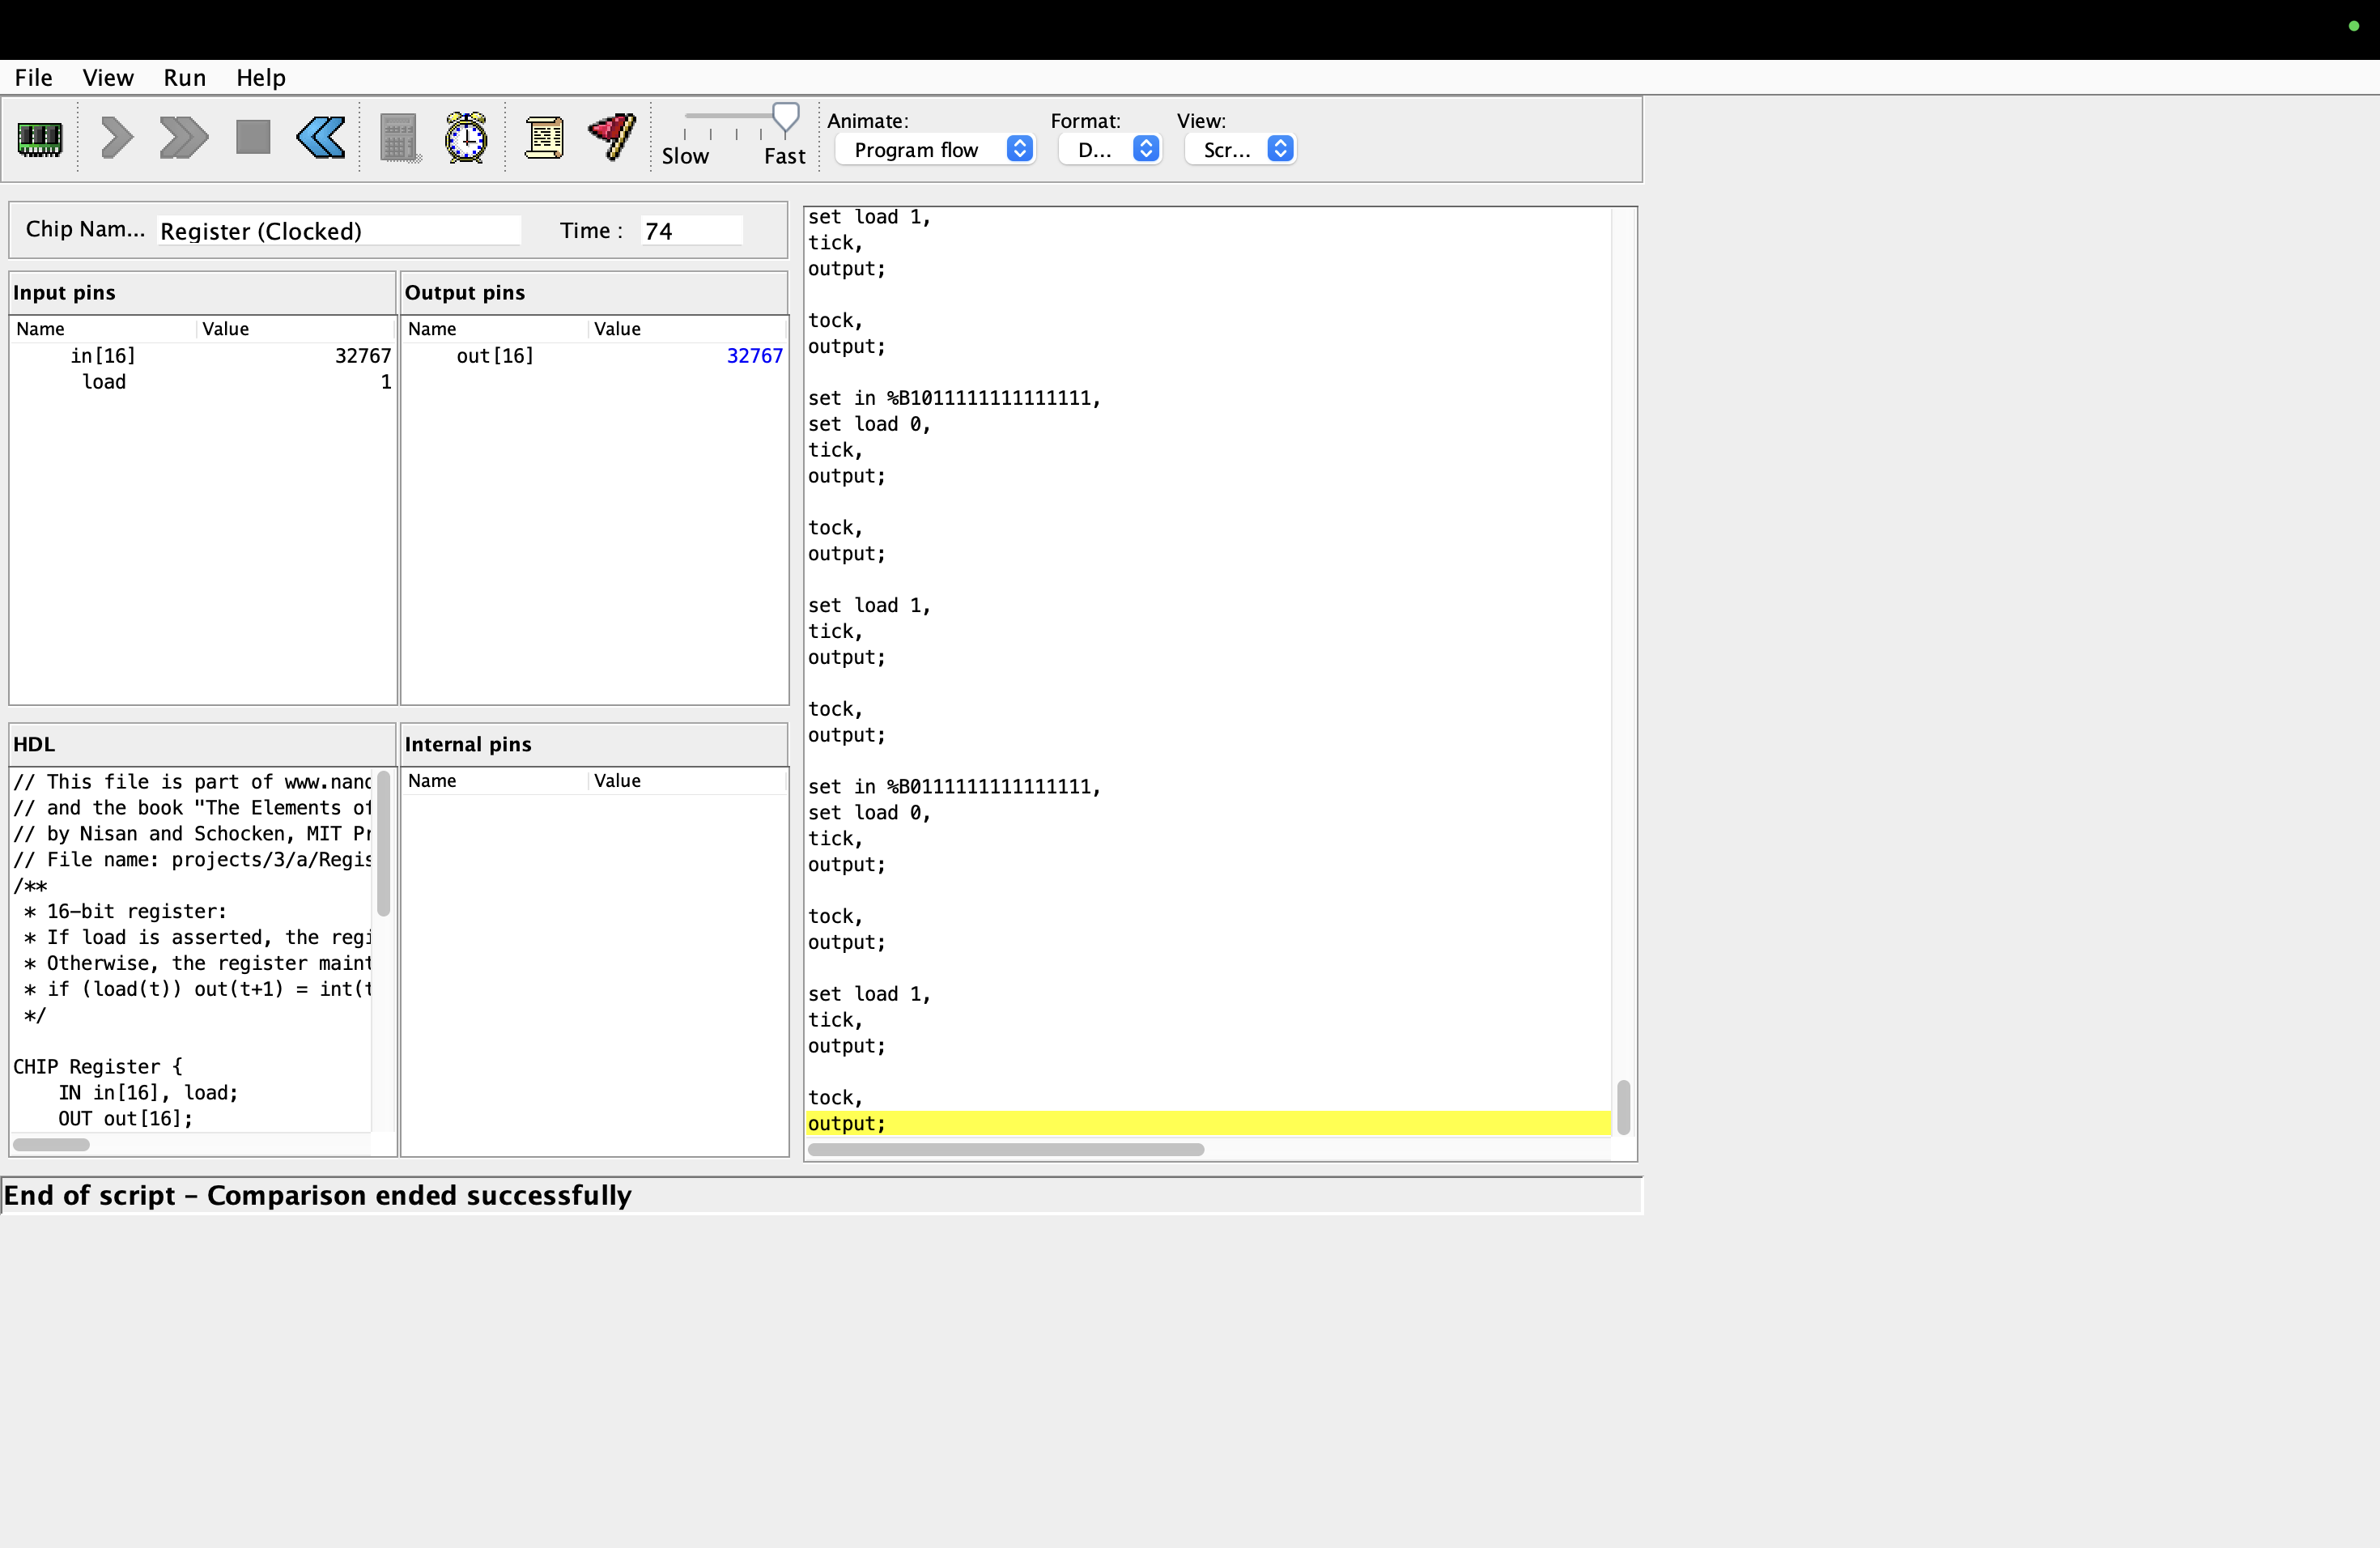 File View Run Help
Slow Fast
Animate: Format: View:
Program flow D... Scr...
Chip Nam... Register (Clocked) Time : 74
Input pins
Name Value
in[16] 32767
load 1
Output pins
Name Value
out[16] 32767
HDL
// This file is part of www.nand
// and the book "The Elements of
// by Nisan and Schocken, MIT Pr
// File name: projects/3/a/Regis
/**
* 16-bit register:
* If load is asserted, the regi
* Otherwise, the register maint
* if (load(t)) out(t+1) = int(t
*/
CHIP Register {
IN in[16], load;
OUT out[16];
Internal pins
Name Value
set load 1,
tick,
output;
tock,
output;
set in %B1011111111111111,
set load 0,
tick,
output;
tock,
output;
set load 1,
tick,
output;
tock,
output;
set in %B0111111111111111,
set load 0,
tick,
output;
tock,
output;
set load 1,
tick,
output;
tock,
output;
End of script - Comparison ended successfully